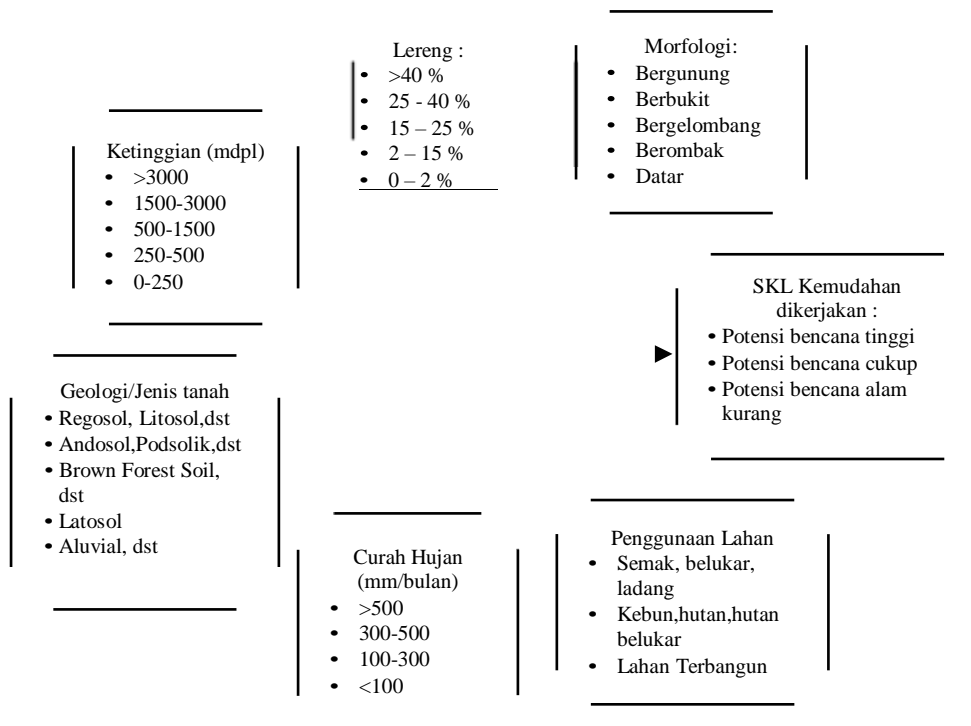 Lereng :
• >40 %
• 25 - 40 %
• 15 – 25 %
• 2 – 15 %
• 0 – 2 %
Morfologi:
• Bergunung
• Berbukit
• Bergelombang
• Berombak
• Datar
Ketinggian (mdpl)
• >3000
• 1500-3000
• 500-1500
• 250-500
• 0-250
SKL Kemudahan
dikerjakan :
• Potensi bencana tinggi
• Potensi bencana cukup
• Potensi bencana alam
kurang
Geologi/Jenis tanah
• Regosol, Litosol,dst
• Andosol,Podsolik,dst
• Brown Forest Soil,
dst
• Latosol
• Aluvial, dst
Curah Hujan
(mm/bulan)
• >500
• 300-500
• 100-300
• <100
Penggunaan Lahan
• Semak, belukar,
ladang
• Kebun,hutan,hutan
belukar
• Lahan Terbangun